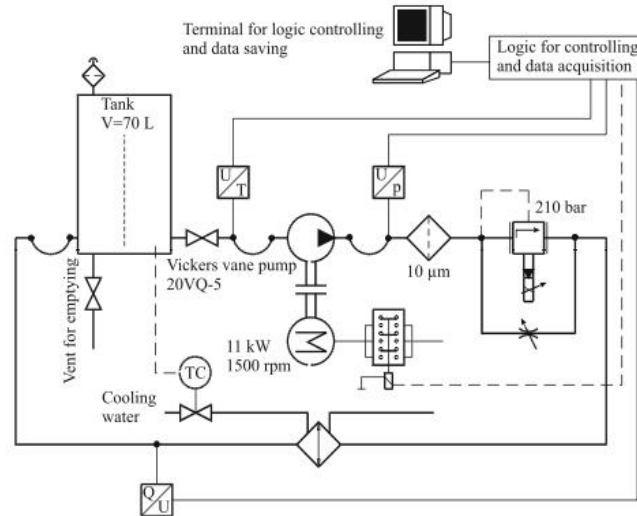 Terminal for logic controlling
and data saving
Logic for controlling
and data acquisition
Tank
V=70 L
U
T
U
p
210 bar
Vickers vane pump
20VQ-5
10 μm
Vent for emptying
11 kW
1500 rpm
TC
Cooling
water
Q
U